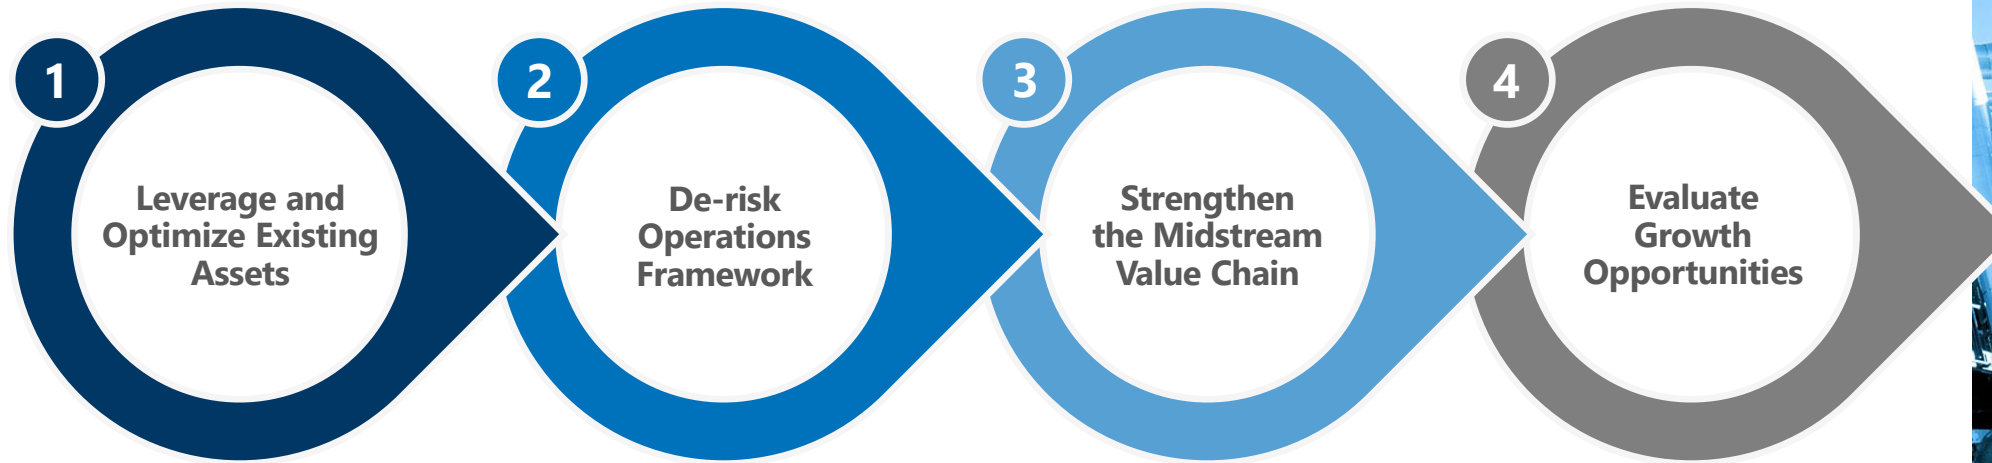 1
Leverage and
Optimize Existing
Assets
2
De-risk
Operations
Framework
3
Strengthen
the Midstream
Value Chain
4
Evaluate
Growth
Opportunities